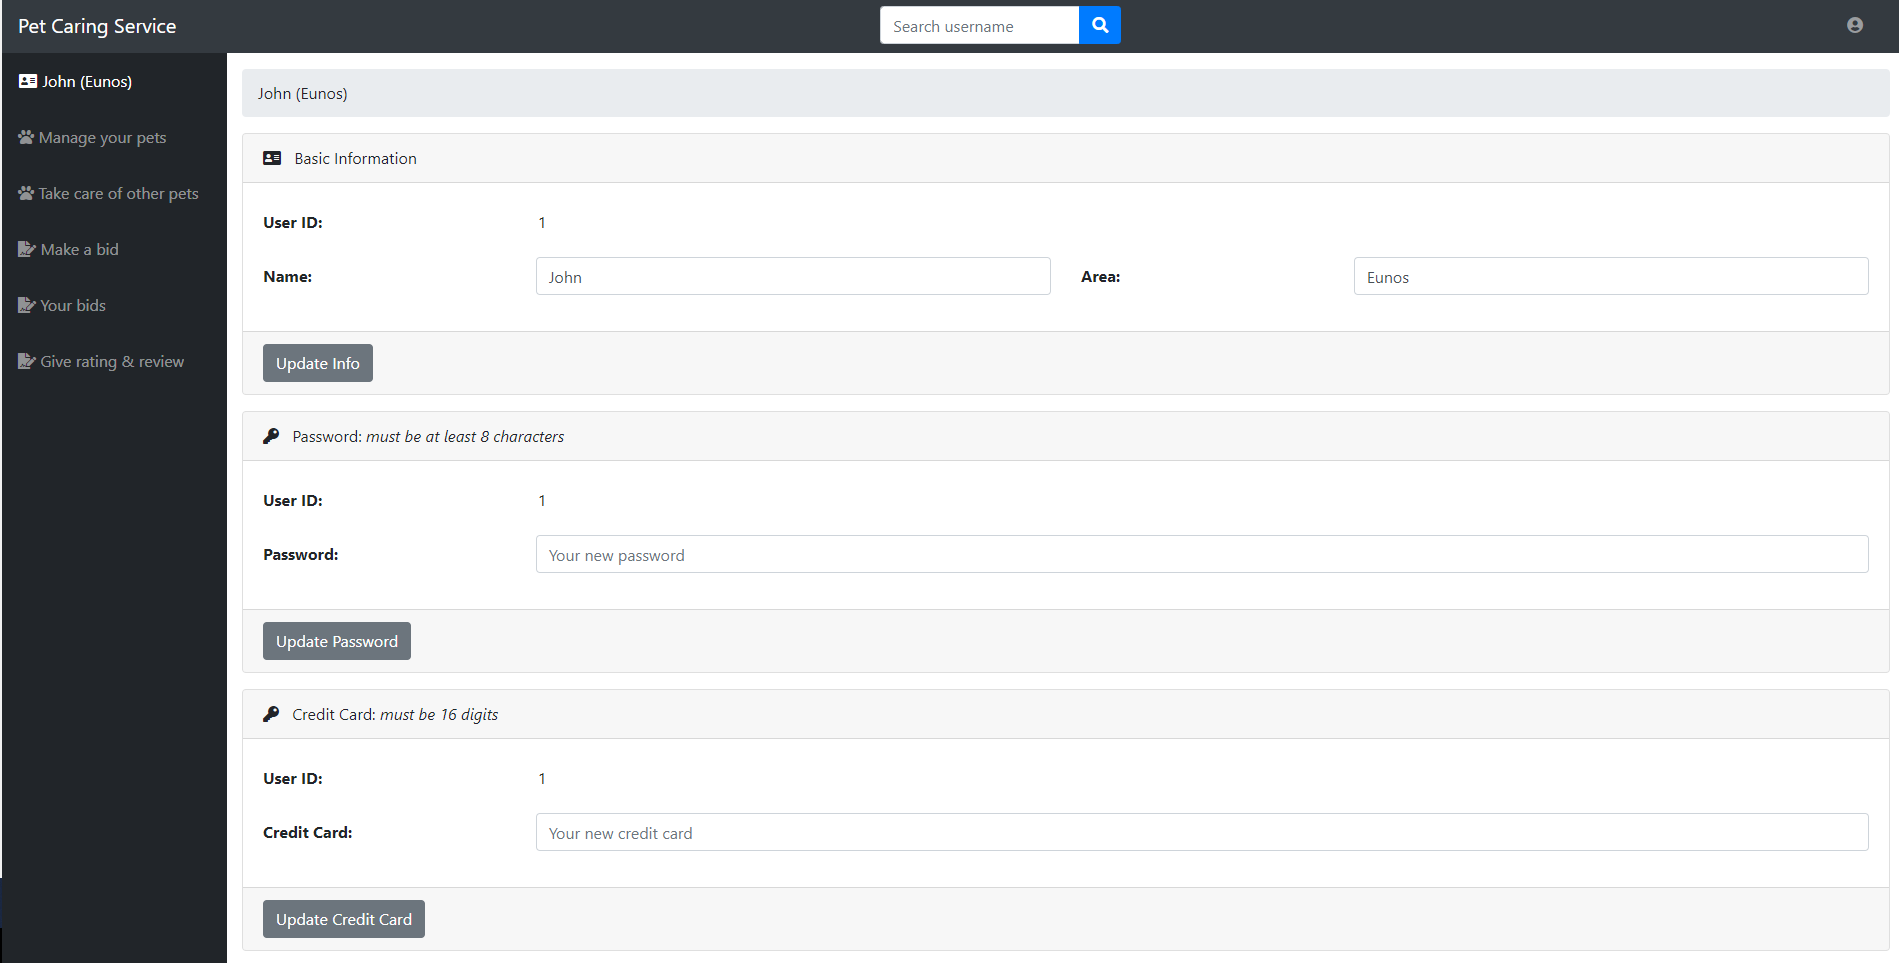 Pet Caring Service
Search username
John (Eunos)
Manage your pets
Take care of other pets
Make a bid
Your bids
Give rating & review
John (Eunos)
Basic Information
User ID: 1
Name: John Area: Eunos
Update Info
Password: must be at least 8 characters
User ID: 1
Password: Your new password
Update Password
Credit Card: must be 16 digits
User ID: 1
Credit Card: Your new credit card
Update Credit Card